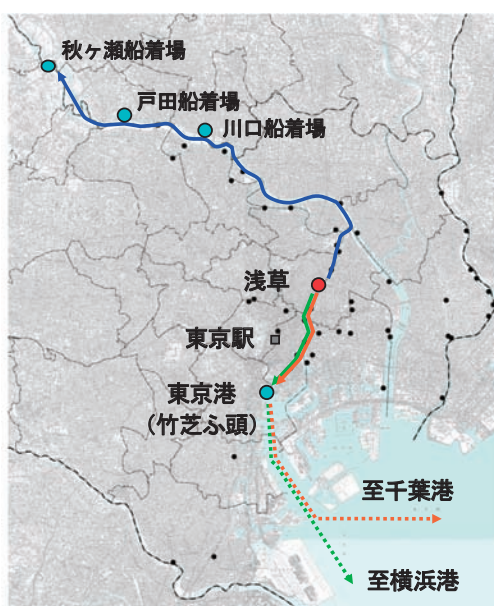 秋ヶ瀬船着場
戸田船着場
川口船着場
浅草
東京駅
東京港
(竹芝ふ頭)
至千葉港
至横浜港